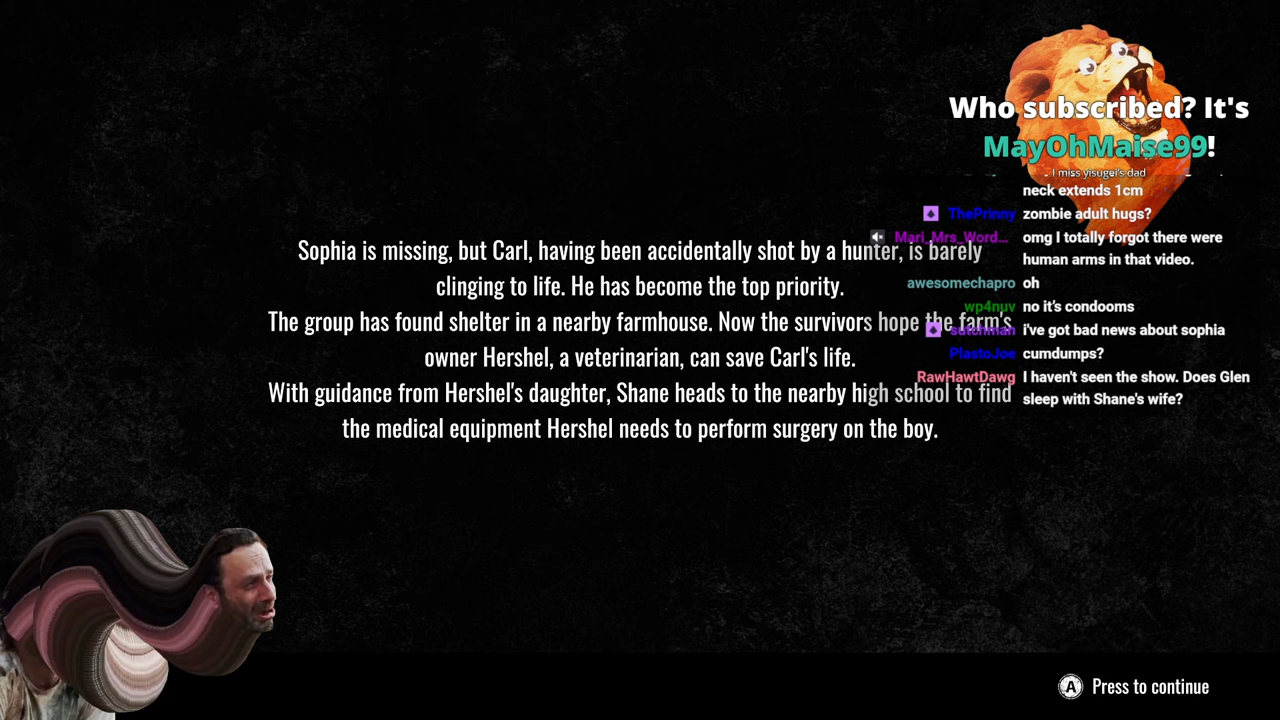 Who subscribed? It's
MayOhMaise99!
I miss yisugei's dad
neck extends 1cm
ThePrinny zombie adult hugs?
Mari_Mrs_Word... omg I totally forgot there were
human arms in that video.
awesomechapro oh
wp4nuv no it's condooms
sutchman i've got bad news about sophia
PlastoJoe cumdumps?
RawHawtDawg I haven't seen the show. Does Glen
sleep with Shane's wife?
Sophia is missing, but Carl, having been accidentally shot by a hunter, is barely
clinging to life. He has become the top priority.
The group has found shelter in a nearby farmhouse. Now the survivors hope the farm's
owner Hershel, a veterinarian, can save Carl's life.
With guidance from Hershel's daughter, Shane heads to the nearby high school to find
the medical equipment Hershel needs to perform surgery on the boy.
A Press to continue